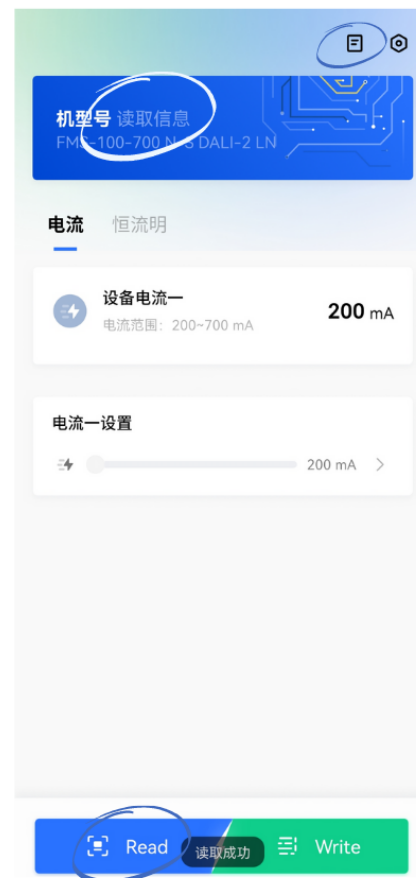 机型号 读取信息
FMS-100-700 N-S DALI-2 LN
电流 恒流明
设备电流一
电流范围：200~700 mA
200 mA
电流一设置
200 mA
Read
读取成功
Write